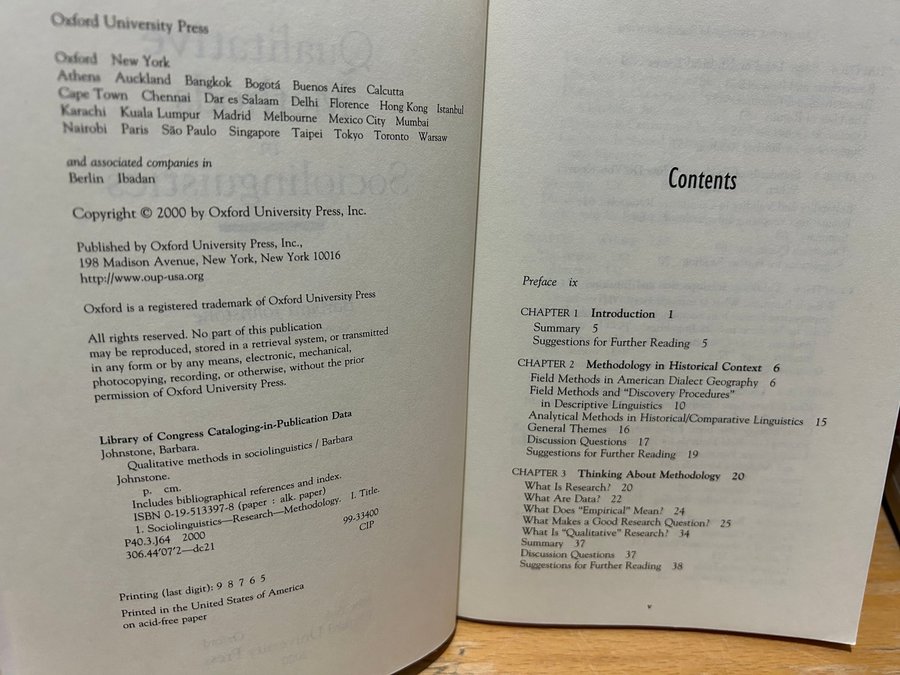 Oxford University Press
Oxford New York
Athens Auckland Bangkok Bogotá Buenos Aires Calcutta
Cape Town Chennai Dar es Salaam Delhi Florence Hong Kong Istanbul
Karachi Kuala Lumpur Madrid Melbourne Mexico City Mumbai
Nairobi Paris São Paulo Singapore Taipei Tokyo Toronto Warsaw
and associated companies in
Berlin Ibadan
Copyright © 2000 by Oxford University Press, Inc.
Published by Oxford University Press, Inc.,
198 Madison Avenue, New York, New York 10016
http://www.oup-usa.org
Oxford is a registered trademark of Oxford University Press
All rights reserved. No part of this publication
may be reproduced, stored in a retrieval system, or transmitted
in any form or by any means, electronic, mechanical,
photocopying, recording, or otherwise, without the prior
permission of Oxford University Press.
Library of Congress Cataloging-in-Publication Data
Johnstone, Barbara.
Qualitative methods in sociolinguistics / Barbara
Johnstone.
p. cm.
Includes bibliographical references and index.
ISBN 0-19-513397-8 (paper : alk. paper)
1. Sociolinguistics—Research—Methodology. I. Title.
P40.3.J64 2000
306.44'07'2—dc21 99-33400
CIP
Printing (last digit): 9 8 7 6 5
Printed in the United States of America
on acid-free paper
Contents
Preface ix
CHAPTER 1 Introduction 1
Summary 5
Suggestions for Further Reading 5
CHAPTER 2 Methodology in Historical Context 6
Field Methods in American Dialect Geography 6
Field Methods and "Discovery Procedures"
in Descriptive Linguistics 10
Analytical Methods in Historical/Comparative Linguistics 15
General Themes 16
Discussion Questions 17
Suggestions for Further Reading 19
CHAPTER 3 Thinking About Methodology 20
What Is Research? 20
What Are Data? 22
What Does "Empirical" Mean? 24
What Makes a Good Research Question? 25
What Is "Qualitative" Research? 34
Summary 37
Discussion Questions 37
Suggestions for Further Reading 38
v